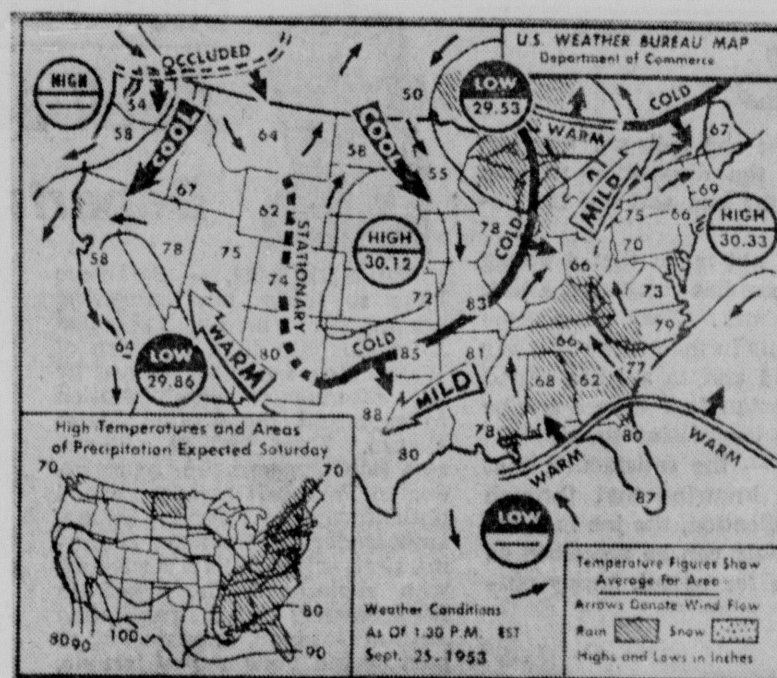 U.S. WEATHER BUREAU MAP
Department of Commerce
OCCLUDED
HIGH
54
58
COOL
64
50
58
COOL
55
LOW
29.53
COLD
WARM
67
MILD
69
HIGH
30.33
67
62
STATIONARY
HIGH
30.12
78
COLD
75
66
70
58
78
75
74
72
83
66
73
79
64
LOW
29.86
WARM
80
COLD
85
81
66
68
62
77
88
MILD
78
80
80
WARM
WARM
87
LOW
High Temperatures and Areas
of Precipitation Expected Saturday
70
70
80
80
90
100
90
Weather Conditions
As Of 1:30 P.M. EST
Sept. 25, 1953
Temperature Figures Show
Average for Area
Arrows Denote Wind Flow
Rain Snow
Highs and Lows in Inches